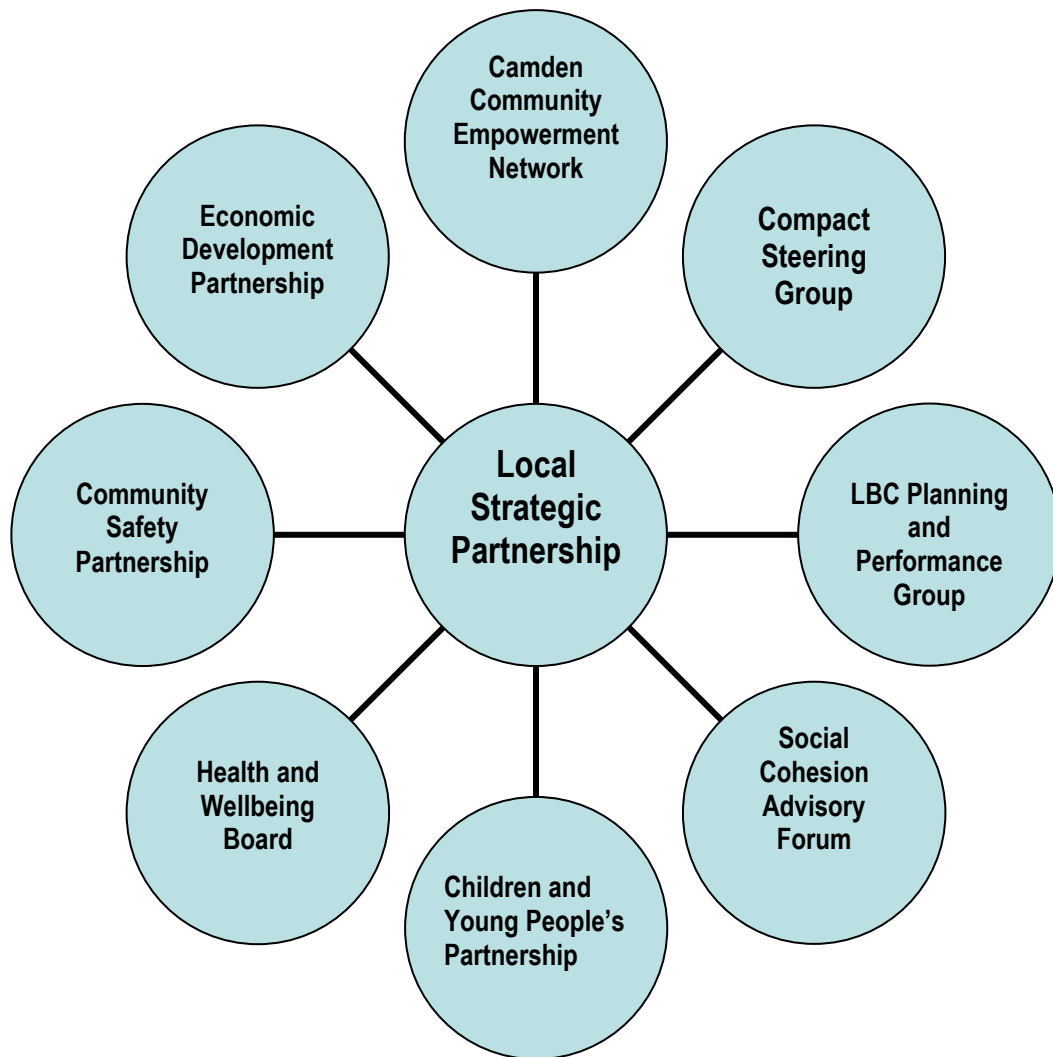 Camden
Community
Empowerment
Network
Economic
Development
Partnership
Compact
Steering
Group
Local
Strategic
Partnership
Community
Safety
Partnership
LBC Planning
and
Performance
Group
Health and
Wellbeing
Board
Social
Cohesion
Advisory
Forum
Children and
Young People’s
Partnership